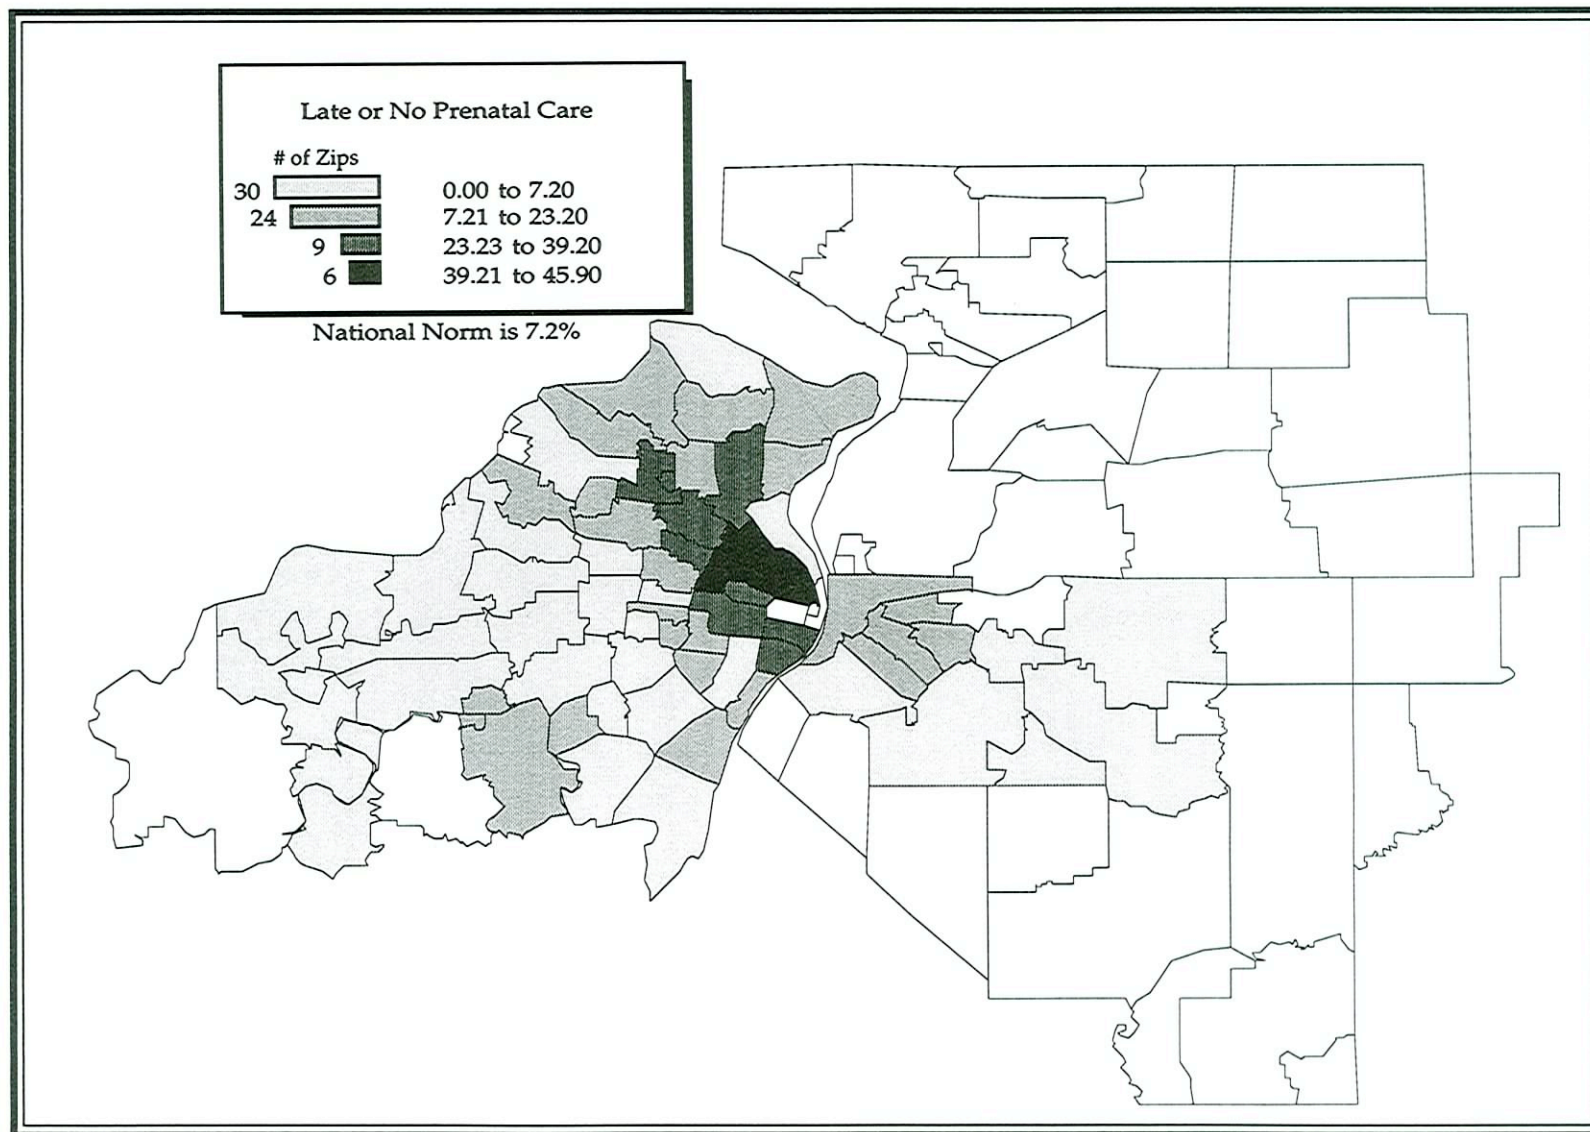 Late or No Prenatal Care
# of Zips
30 0.00 to 7.20
24 7.21 to 23.20
9 23.23 to 39.20
6 39.21 to 45.90
National Norm is 7.2%